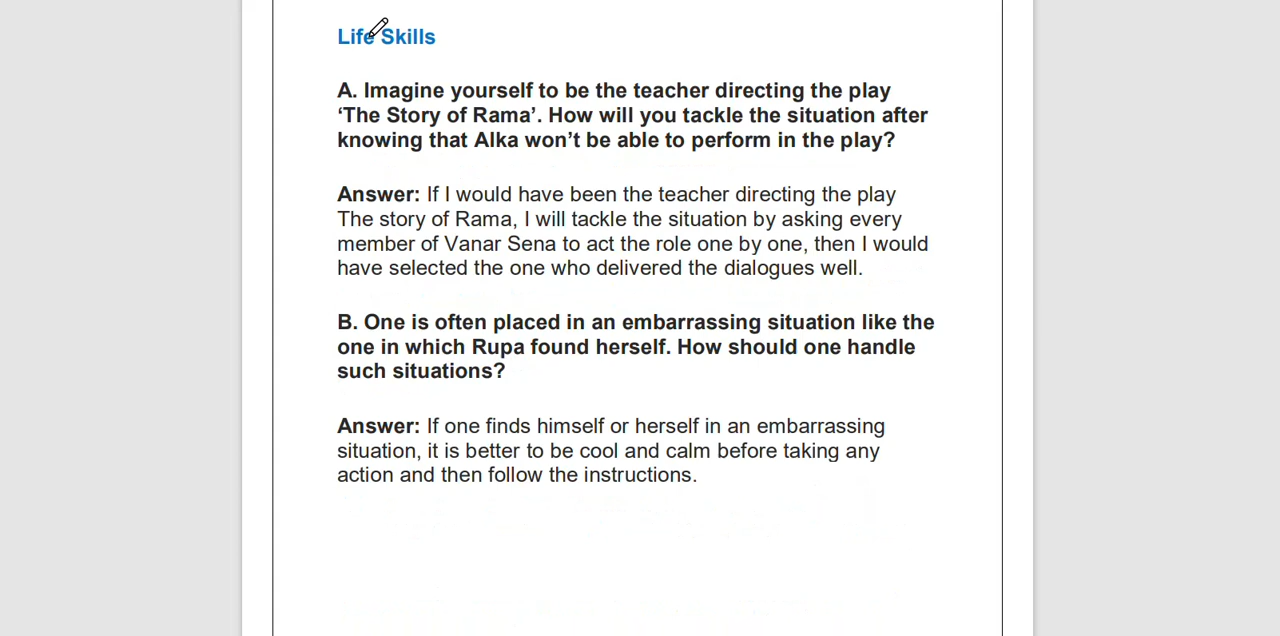 Life Skills
A. Imagine yourself to be the teacher directing the play
‘The Story of Rama’. How will you tackle the situation after
knowing that Alka won’t be able to perform in the play?
Answer: If I would have been the teacher directing the play
The story of Rama, I will tackle the situation by asking every
member of Vanar Sena to act the role one by one, then I would
have selected the one who delivered the dialogues well.
B. One is often placed in an embarrassing situation like the
one in which Rupa found herself. How should one handle
such situations?
Answer: If one finds himself or herself in an embarrassing
situation, it is better to be cool and calm before taking any
action and then follow the instructions.